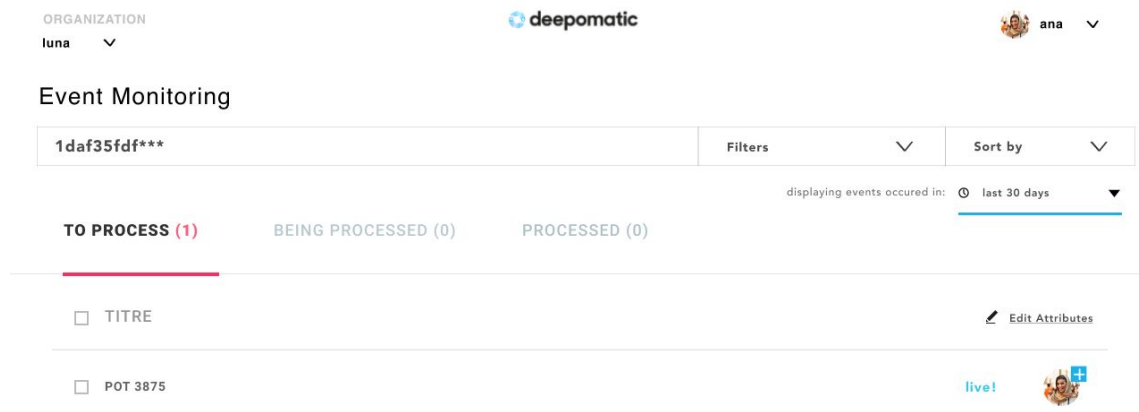 ORGANIZATION
luna
deepomatic
ana
Event Monitoring
1daf35fdf***
Filters
Sort by
displaying events occured in:
last 30 days
TO PROCESS (1)
BEING PROCESSED (0)
PROCESSED (0)
TITRE
Edit Attributes
POT 3875
live!